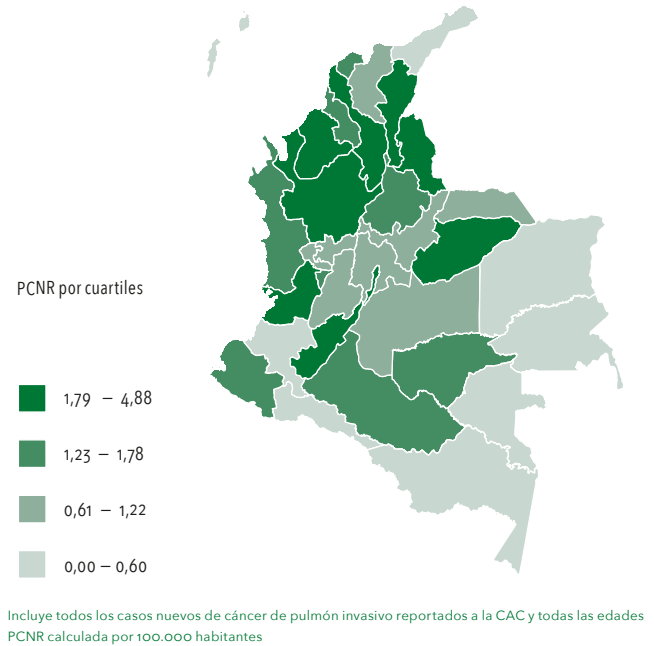 PCNR por cuartiles
1,79 – 4,88
1,23 – 1,78
0,61 – 1,22
0,00 – 0,60
Incluye todos los casos nuevos de cáncer de pulmón invasivo reportados a la CAC y todas las edades
PCNR calculada por 100.000 habitantes